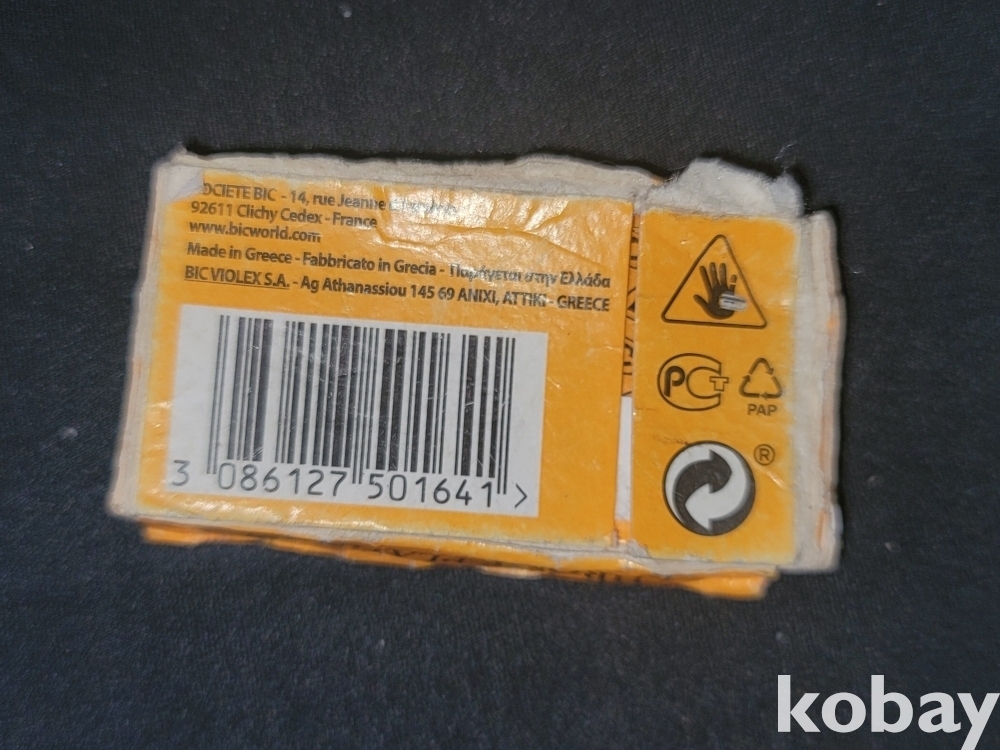 OCIETE BIC - 14, rue Jeanne
92611 Clichy Cedex - France
www.bicworld.com
Made in Greece - Fabbricato in Grecia - Παράγεται στην Ελλάδα
BIC VIOLEX S.A. - Ag Athanassiou 145 69 ANIXI, ATTIKI - GREECE
3 086127 501641 >
PCT
PAP
®
kobay